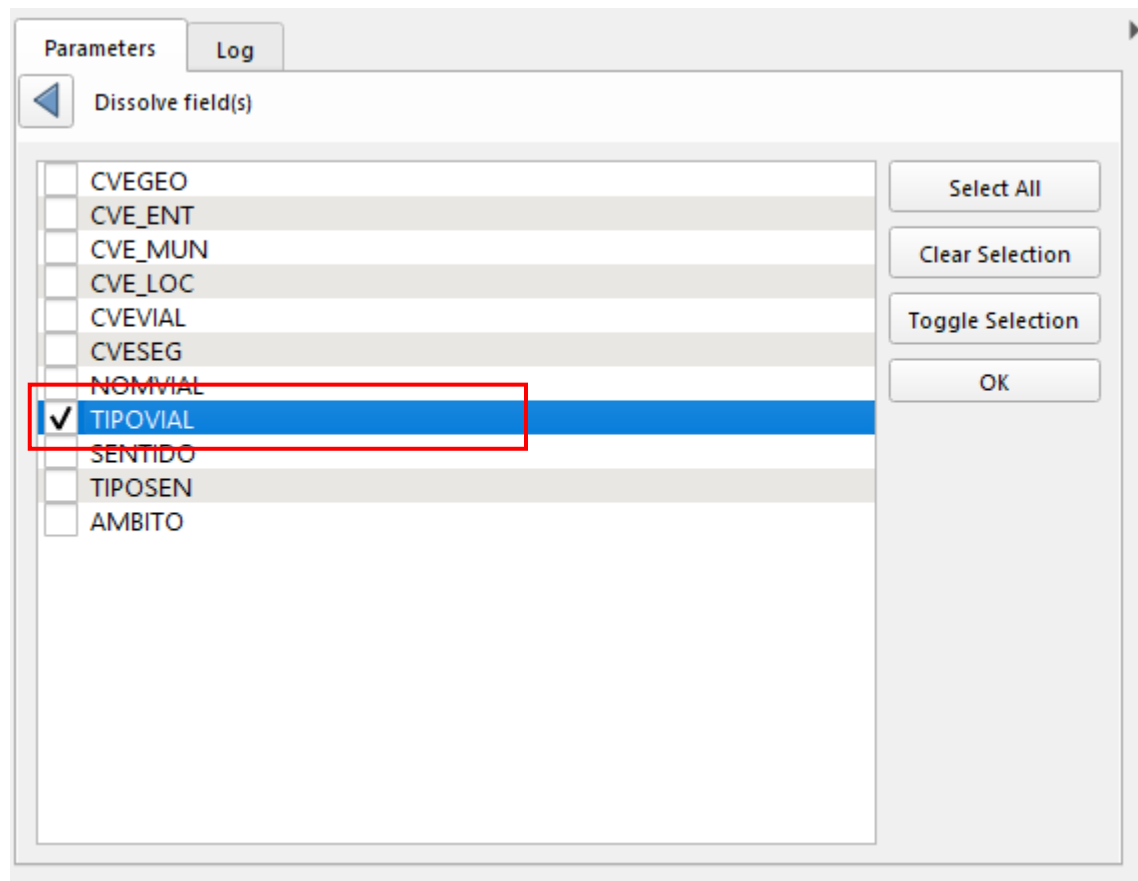 Parameters Log
Dissolve field(s)
CVEGEO
CVE_ENT
CVE_MUN
CVE_LOC
CVEVIAL
CVESEG
NOMVIAL
TIPOVIAL
SENTIDO
TIPOSEN
AMBITO
Select All
Clear Selection
Toggle Selection
OK